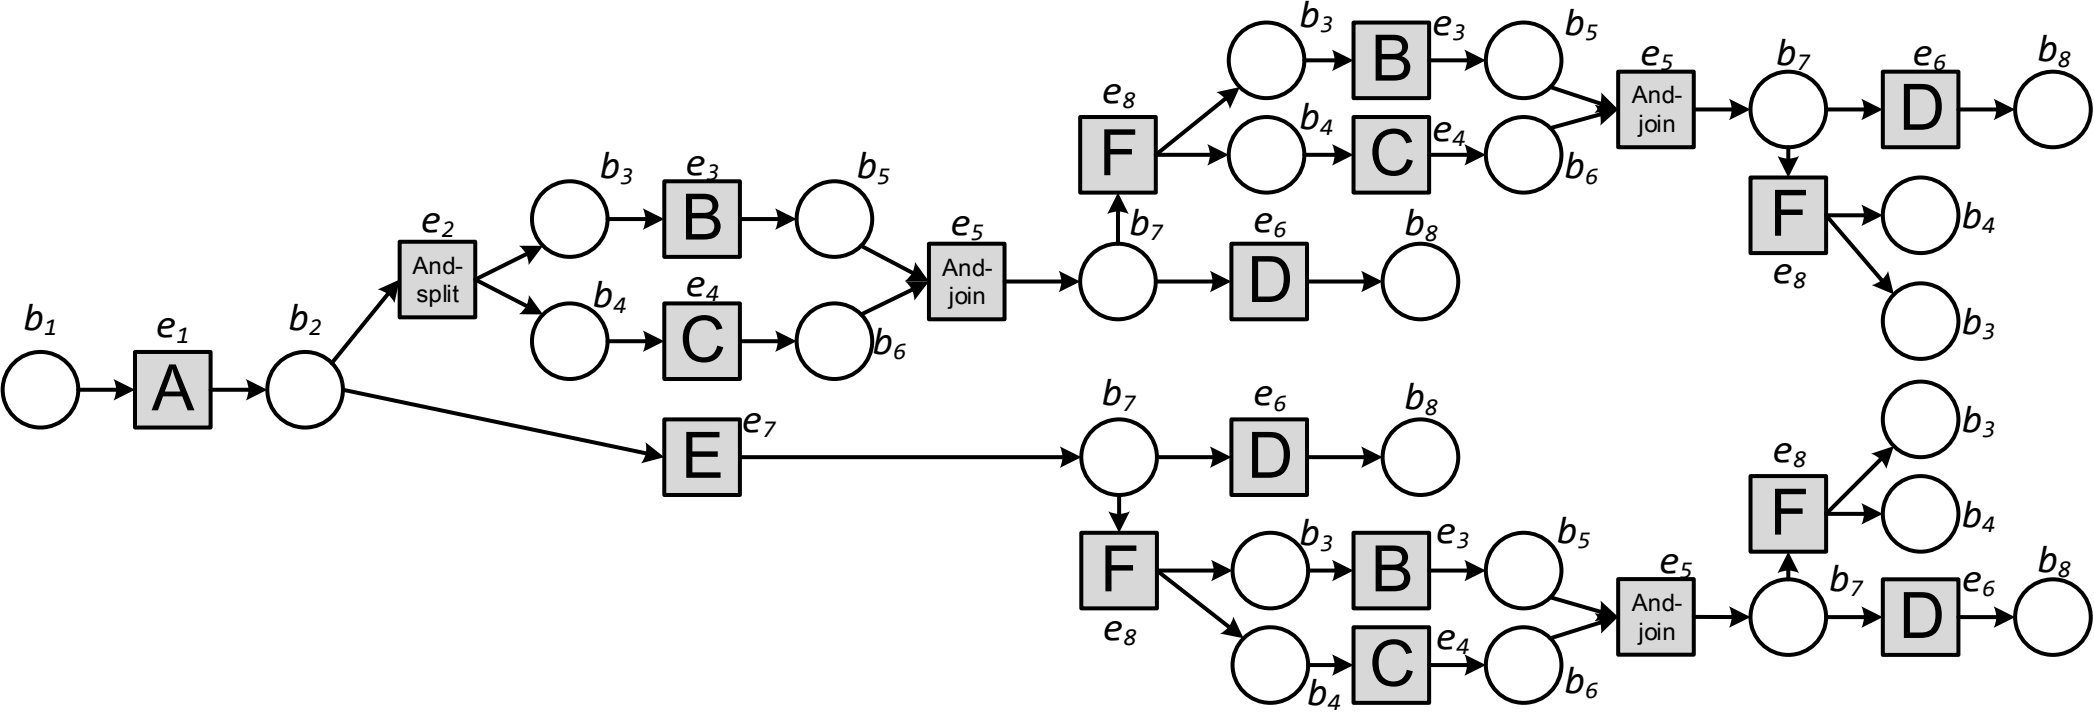 b₃
B
e₃
b₅
e₈
F
b₄
C
e₄
b₆
e₅
And-
join
b₇
e₆
D
b₈
F
e₈
b₄
b₃
b₃
e₃
B
b₅
e₂
And-
split
b₄
e₄
C
b₆
e₅
And-
join
b₇
e₆
D
b₈
b₁
e₁
A
b₂
E
e₇
b₇
e₆
D
b₈
F
e₈
b₃
B
e₃
b₅
b₄
C
e₄
b₆
e₅
And-
join
e₈
F
b₃
b₄
b₇
D
e₆
b₈